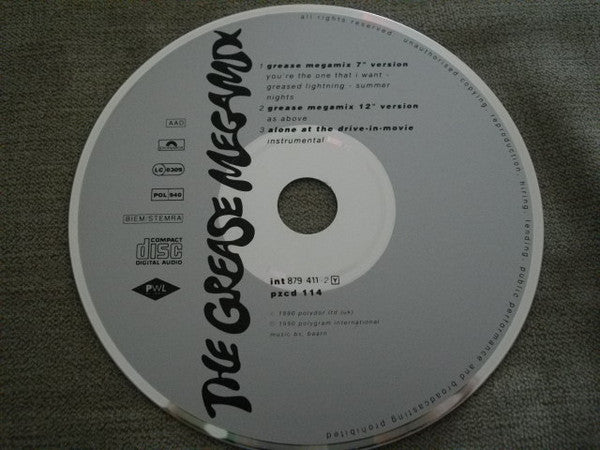 THE GREASE MEGAMIX
all rights reserved. unauthorised copying, reproduction, hiring, lending, public performance and broadcasting prohibited
1 grease megamix 7" version
you're the one that i want -
greased lightning - summer
nights
2 grease megamix 12" version
as above
3 alone at the drive-in-movie
instrumental
AAD
polydor
LC 0309
POL 940
BIEM/STEMRA
COMPACT
disc
DIGITAL AUDIO
PWL
int 879 411-2 Y
pzcd 114
℗ 1990 polydor ltd (uk)
© 1990 polygram international
music bv, baarn